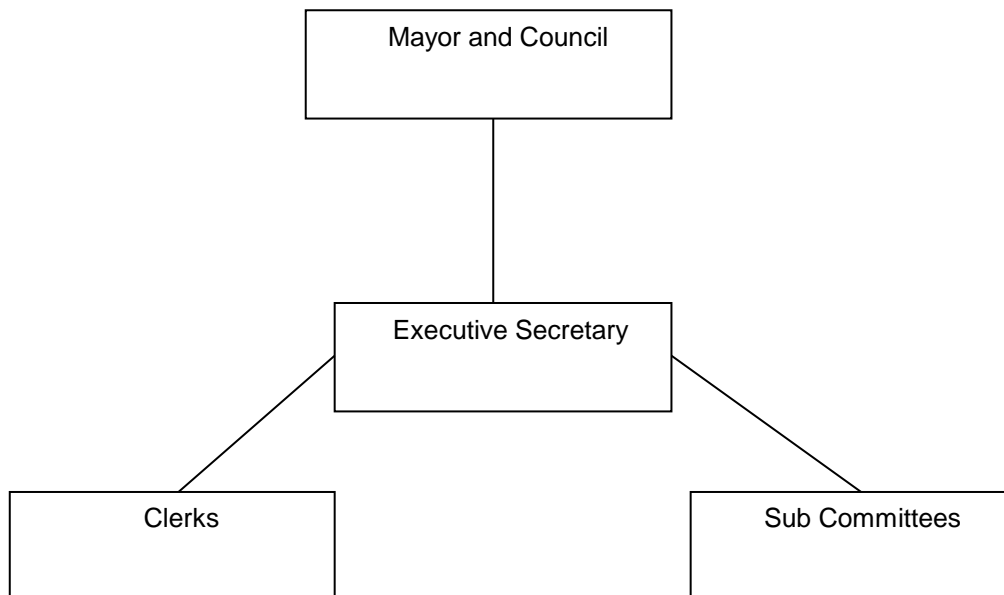 Mayor and Council
Executive Secretary
Clerks
Sub Committees